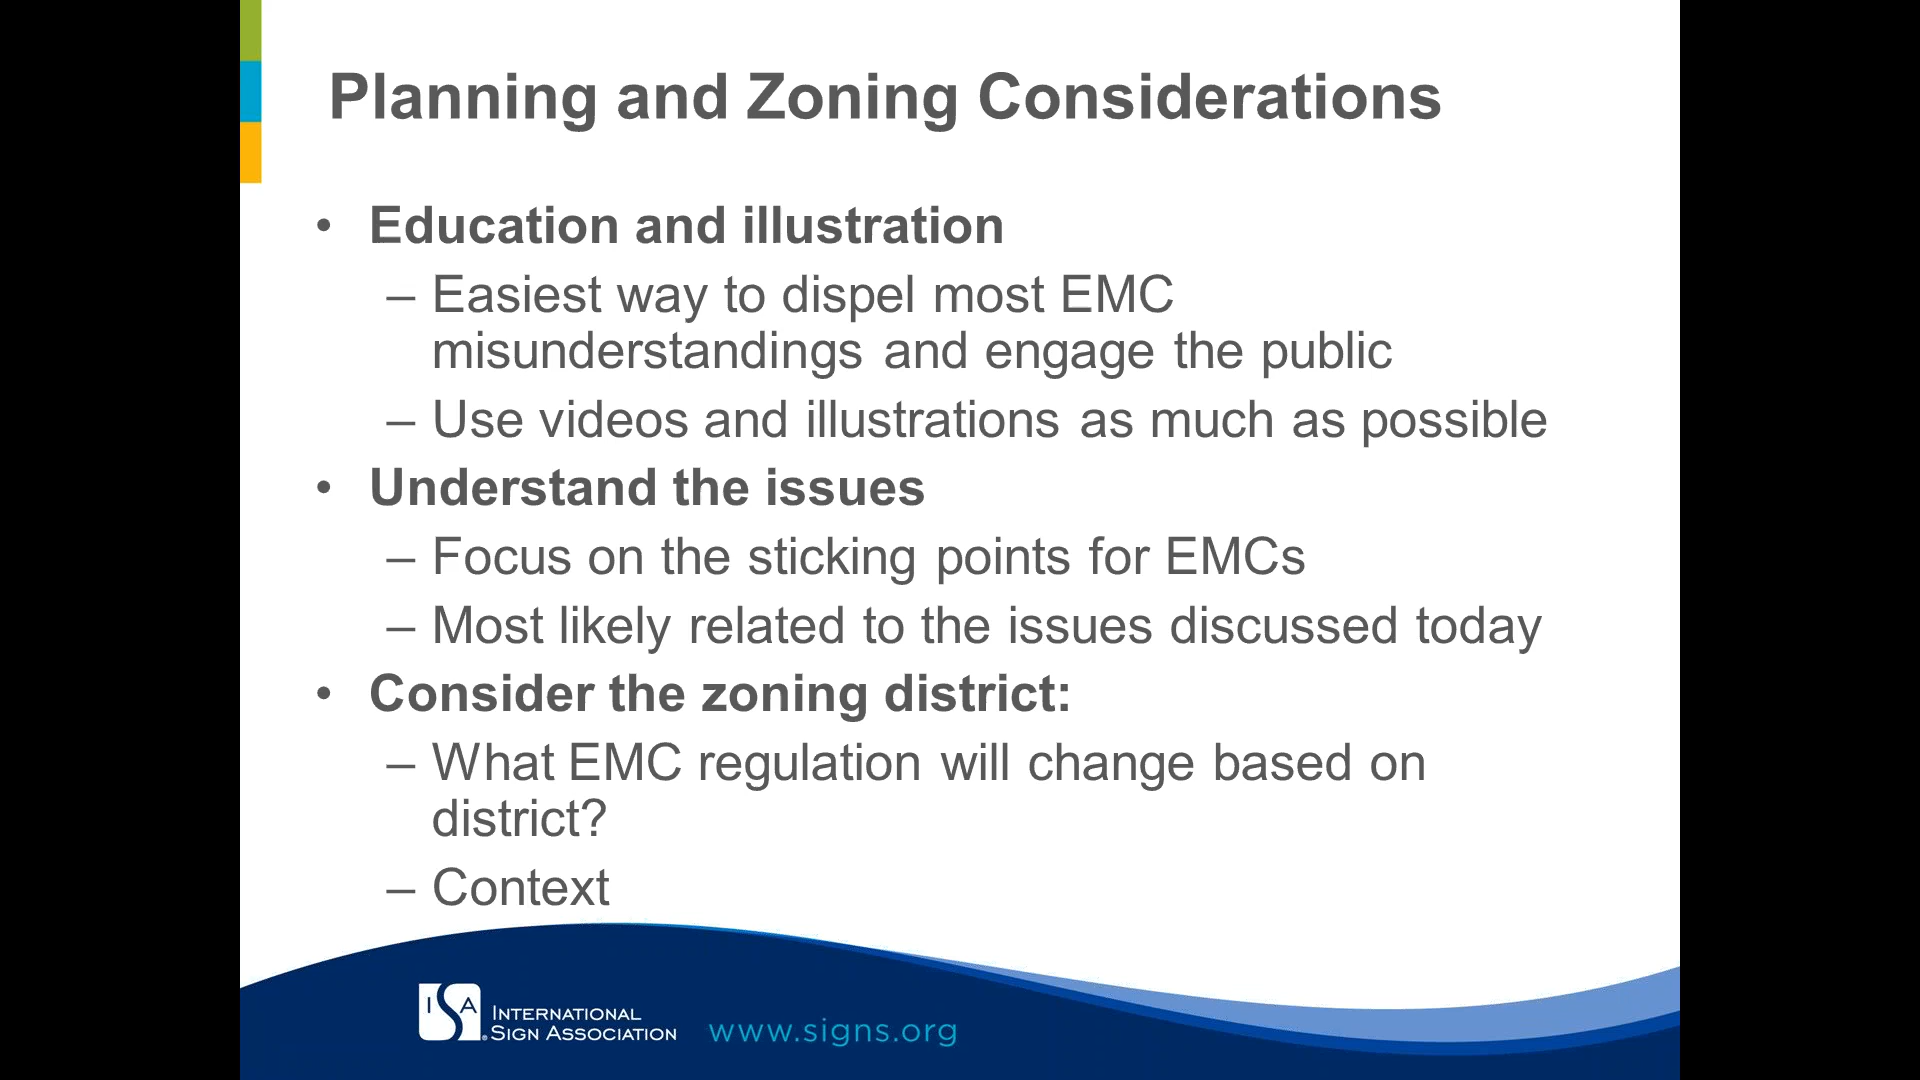 Planning and Zoning Considerations
• Education and illustration
– Easiest way to dispel most EMC
misunderstandings and engage the public
– Use videos and illustrations as much as possible
• Understand the issues
– Focus on the sticking points for EMCs
– Most likely related to the issues discussed today
• Consider the zoning district:
– What EMC regulation will change based on
district?
– Context
ISA®
INTERNATIONAL
SIGN ASSOCIATION
www.signs.org